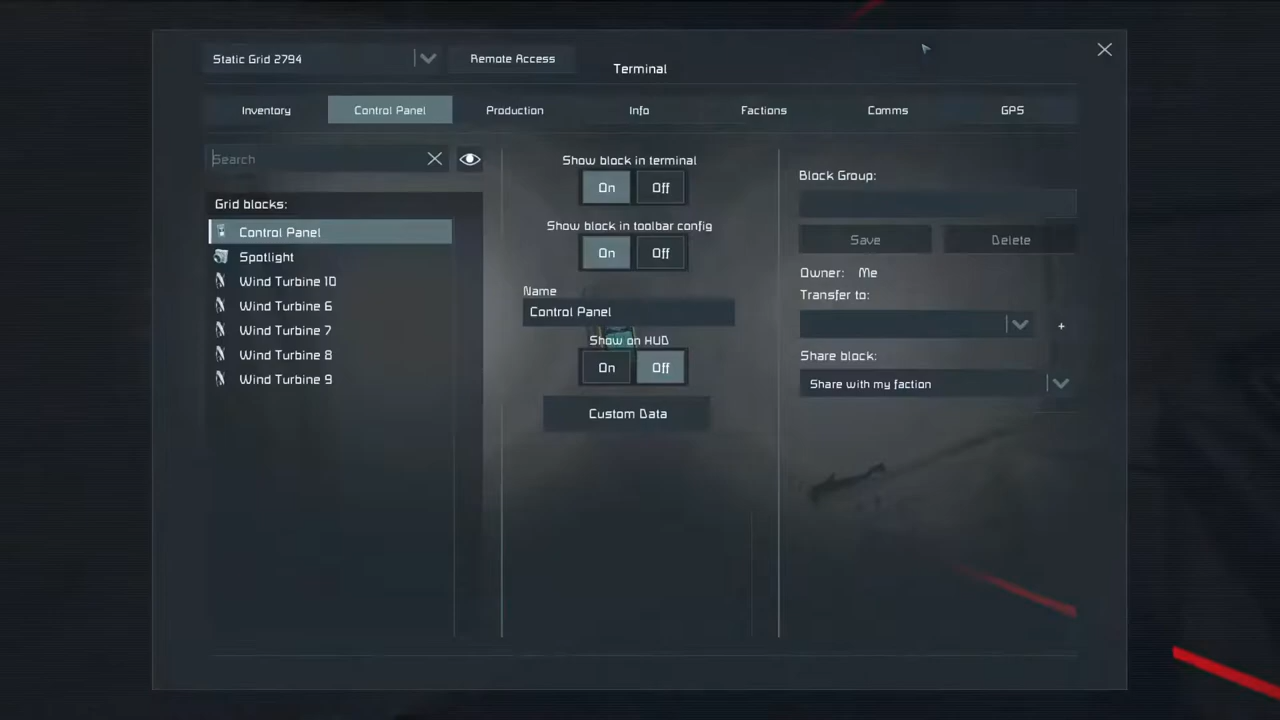 Static Grid 2794
Remote Access
Terminal
Inventory
Control Panel
Production
Info
Factions
Comms
GPS
Search
Grid blocks:
Control Panel
Spotlight
Wind Turbine 10
Wind Turbine 6
Wind Turbine 7
Wind Turbine 8
Wind Turbine 9
Show block in terminal
On Off
Show block in toolbar config
On Off
Name
Control Panel
Show on HUD
On Off
Custom Data
Block Group:
Save Delete
Owner: Me
Transfer to:
+
Share block:
Share with my faction